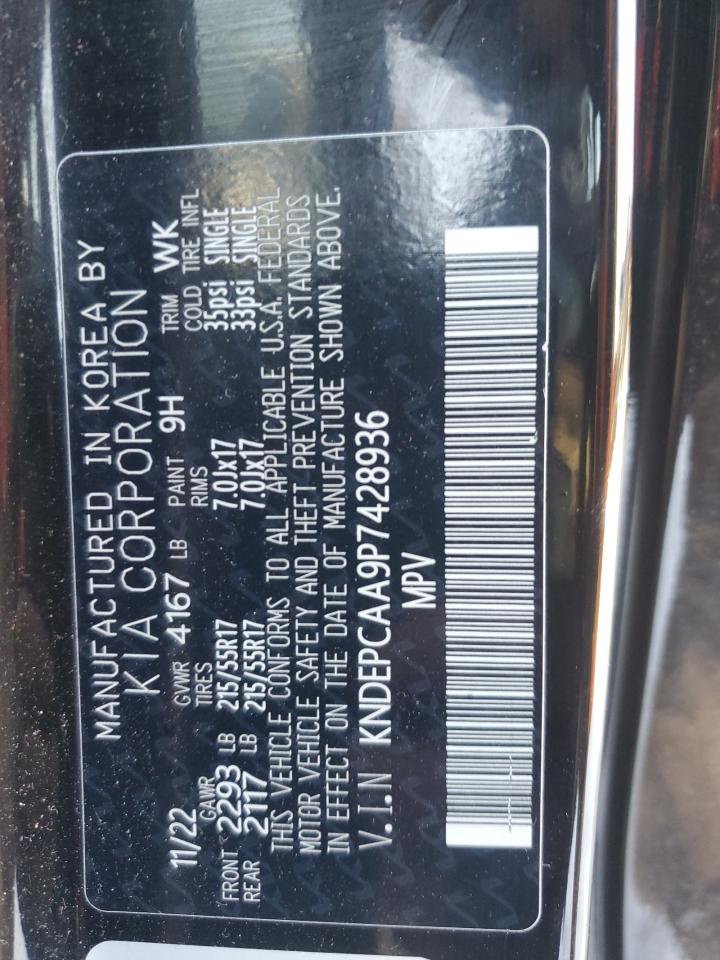 MANUFACTURED IN KOREA BY
KIA CORPORATION
11/22 GVWR 4167 LB PAINT 9H TRIM WK
GAWR TIRES RIMS COLD TIRE INFL
FRONT 2293 LB 215/55R17 7.0Jx17 35psi SINGLE
REAR 2117 LB 215/55R17 7.0Jx17 33psi SINGLE
THIS VEHICLE CONFORMS TO ALL APPLICABLE U.S.A. FEDERAL
MOTOR VEHICLE SAFETY AND THEFT PREVENTION STANDARDS
IN EFFECT ON THE DATE OF MANUFACTURE SHOWN ABOVE.
V.I.N KNDEPCAA9P7428936
MPV